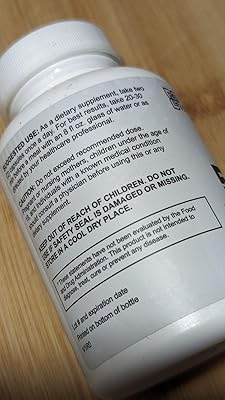 SUGGESTED USE: As a dietary supplement, take two
capsules once a day. For best results, take 20-30
before a meal with an 8 fl oz. glass of water or as
by your healthcare professional.
CAUTION: Do not exceed recommended dose.
Pregnant or nursing mothers, children under the age of
individuals with a known medical condition
consult a physician before using this or any
dietary supplement.
KEEP OUT OF REACH OF CHILDREN. DO NOT
USE IF SAFETY SEAL IS DAMAGED OR MISSING.
STORE IN A COOL, DRY PLACE.
These statements have not been evaluated by the Food
and Drug Administration. This product is not intended to
diagnose, treat, cure or prevent any disease.
Lot # and expiration date
Printed on bottom of bottle